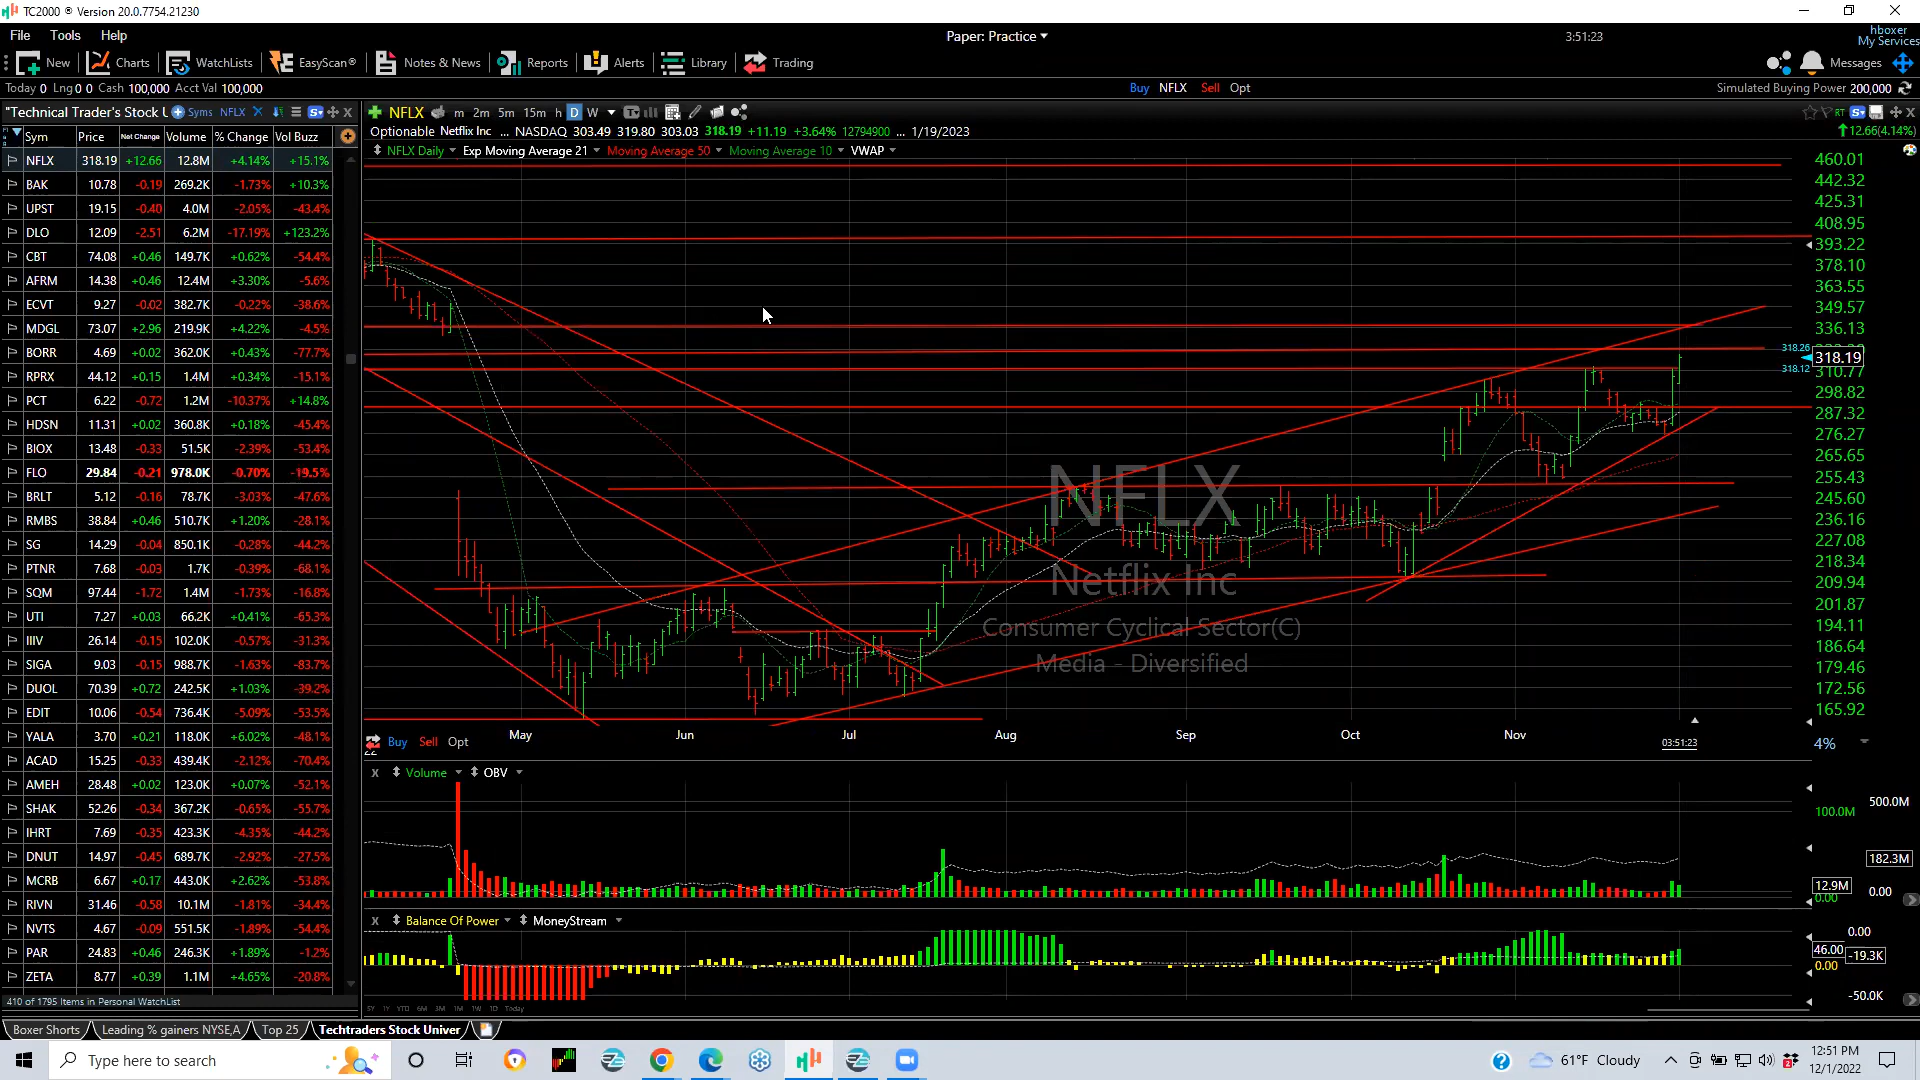 TC2000 ® Version 20.0.7754.21230
File Tools Help Paper: Practice 3:51:23 hboxer
My Services
New Charts WatchLists EasyScan® Notes & News Reports Alerts Library Trading Messages
Today 0 Lng 0 0 Cash 100,000 Acct Val 100,000 Buy NFLX Sell Opt Simulated Buying Power 200,000
"Technical Trader's Stock U Syms NFLX
Sym Price Net Change Volume % Change Vol Buzz
NFLX 318.19 +12.66 12.8M +4.14% +15.1%
BAK 10.78 -0.19 269.2K -1.73% +10.3%
UPST 19.15 -0.40 4.0M -2.05% -43.4%
DLO 12.09 -2.51 6.2M -17.19% +123.2%
CBT 74.08 +0.46 149.7K +0.62% -54.4%
AFRM 14.38 +0.46 12.4M +3.30% -5.6%
ECVT 9.27 -0.02 382.7K -0.22% -38.6%
MDGL 73.07 +2.96 219.9K +4.22% -4.5%
BORR 4.69 +0.02 362.0K +0.43% -77.7%
RPRX 44.12 +0.15 1.4M +0.34% -15.1%
PCT 6.22 -0.72 1.2M -10.37% +14.8%
HDSN 11.31 +0.02 360.8K +0.18% -45.4%
BIOX 13.48 -0.33 51.5K -2.39% -53.4%
FLO 29.84 -0.21 978.0K -0.70% -19.5%
BRLT 5.12 -0.16 78.7K -3.03% -47.6%
RMBS 38.84 +0.46 510.7K +1.20% -28.1%
SG 14.29 -0.04 850.1K -0.28% -44.2%
PTNR 7.68 -0.03 1.7K -0.39% -68.1%
SQM 97.44 -1.72 1.4M -1.73% -16.8%
UTI 7.27 +0.03 66.2K +0.41% -65.3%
IIIV 26.14 -0.15 102.0K -0.57% -31.3%
SIGA 9.03 -0.15 988.7K -1.63% -83.7%
DUOL 70.39 +0.72 242.5K +1.03% -39.2%
EDIT 10.06 -0.54 736.4K -5.09% -53.5%
YALA 3.70 +0.21 118.0K +6.02% -48.1%
ACAD 15.25 -0.33 439.4K -2.12% -70.4%
AMEH 28.48 +0.02 123.0K +0.07% -52.1%
SHAK 52.26 -0.34 367.2K -0.65% -55.7%
IHRT 7.69 -0.35 423.3K -4.35% -44.2%
DNUT 14.97 -0.45 689.7K -2.92% -27.5%
MCRB 6.67 +0.17 443.0K +2.62% -53.8%
RIVN 31.46 -0.58 10.1M -1.81% -34.4%
NVTS 4.67 -0.09 551.5K -1.89% -54.4%
PAR 24.83 +0.46 246.3K +1.89% -1.2%
ZETA 8.77 +0.39 1.1M +4.65% -20.8%
410 of 1795 Items in Personal WatchList
Boxer Shorts Leading % gainers NYSE,A Top 25 Techtraders Stock Univer
NFLX m 2m 5m 15m h D W RT
Optionable Netflix Inc ... NASDAQ 303.49 319.80 303.03 318.19 +11.19 +3.64% 12794900 ... 1/19/2023 12.66(4.14%)
NFLX Daily Exp Moving Average 21 Moving Average 50 Moving Average 10 VWAP
460.01
442.32
425.31
408.95
393.22
378.10
363.55
349.57
336.13
318.26
318.19
318.12 310.77
298.82
287.32
276.27
265.65
255.43
245.60
236.16
227.08
218.34
209.94
201.87
194.11
186.64
179.46
172.56
165.92
NFLX
Netflix Inc
Consumer Cyclical Sector(C)
Media - Diversified
May Jun Jul Aug Sep Oct Nov
Buy Sell Opt 03:51:23 4%
22
Volume OBV
500.0M
100.0M
182.3M
12.9M 0.00
0.00
Balance Of Power MoneyStream
0.00
46.00 -19.3K
0.00
-50.0K
5Y 1Y YTD 6M 3M 1M 1W 1D Today
Type here to search 61°F Cloudy 12:51 PM
12/1/2022